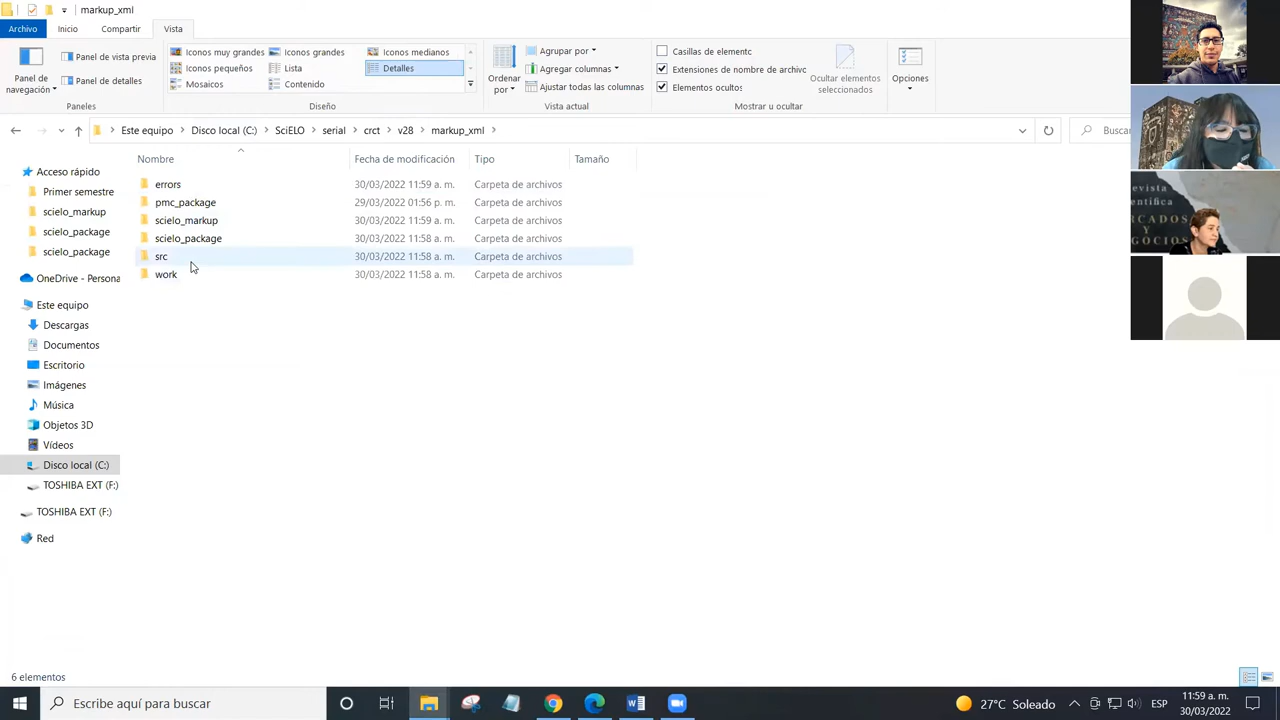 markup_xml
Archivo Inicio Compartir Vista
Panel de navegación
Panel de vista previa
Panel de detalles
Paneles
Iconos muy grandes Iconos grandes Iconos medianos
Iconos pequeños Lista Detalles
Mosaicos Contenido
Diseño
Ordenar por
Agrupar por
Agregar columnas
Ajustar todas las columnas
Vista actual
Casillas de elemento
Extensiones de nombre de archivo
Elementos ocultos
Ocultar elementos seleccionados
Mostrar u ocultar
Opciones
Este equipo > Disco local (C:) > SciELO > serial > crct > v28 > markup_xml >
Busca
Nombre Fecha de modificación Tipo Tamaño
errors 30/03/2022 11:59 a. m. Carpeta de archivos
pmc_package 29/03/2022 01:56 p. m. Carpeta de archivos
scielo_markup 30/03/2022 11:59 a. m. Carpeta de archivos
scielo_package 30/03/2022 11:58 a. m. Carpeta de archivos
src 30/03/2022 11:58 a. m. Carpeta de archivos
work 30/03/2022 11:58 a. m. Carpeta de archivos
Acceso rápido
Primer semestre
scielo_markup
scielo_package
scielo_package
OneDrive - Persona
Este equipo
Descargas
Documentos
Escritorio
Imágenes
Música
Objetos 3D
Vídeos
Disco local (C:)
TOSHIBA EXT (F:)
TOSHIBA EXT (F:)
Red
evista
entífica
RCADOS
Y
GOCIOS
6 elementos
Escribe aquí para buscar
27°C Soleado
ESP
11:59 a. m.
30/03/2022